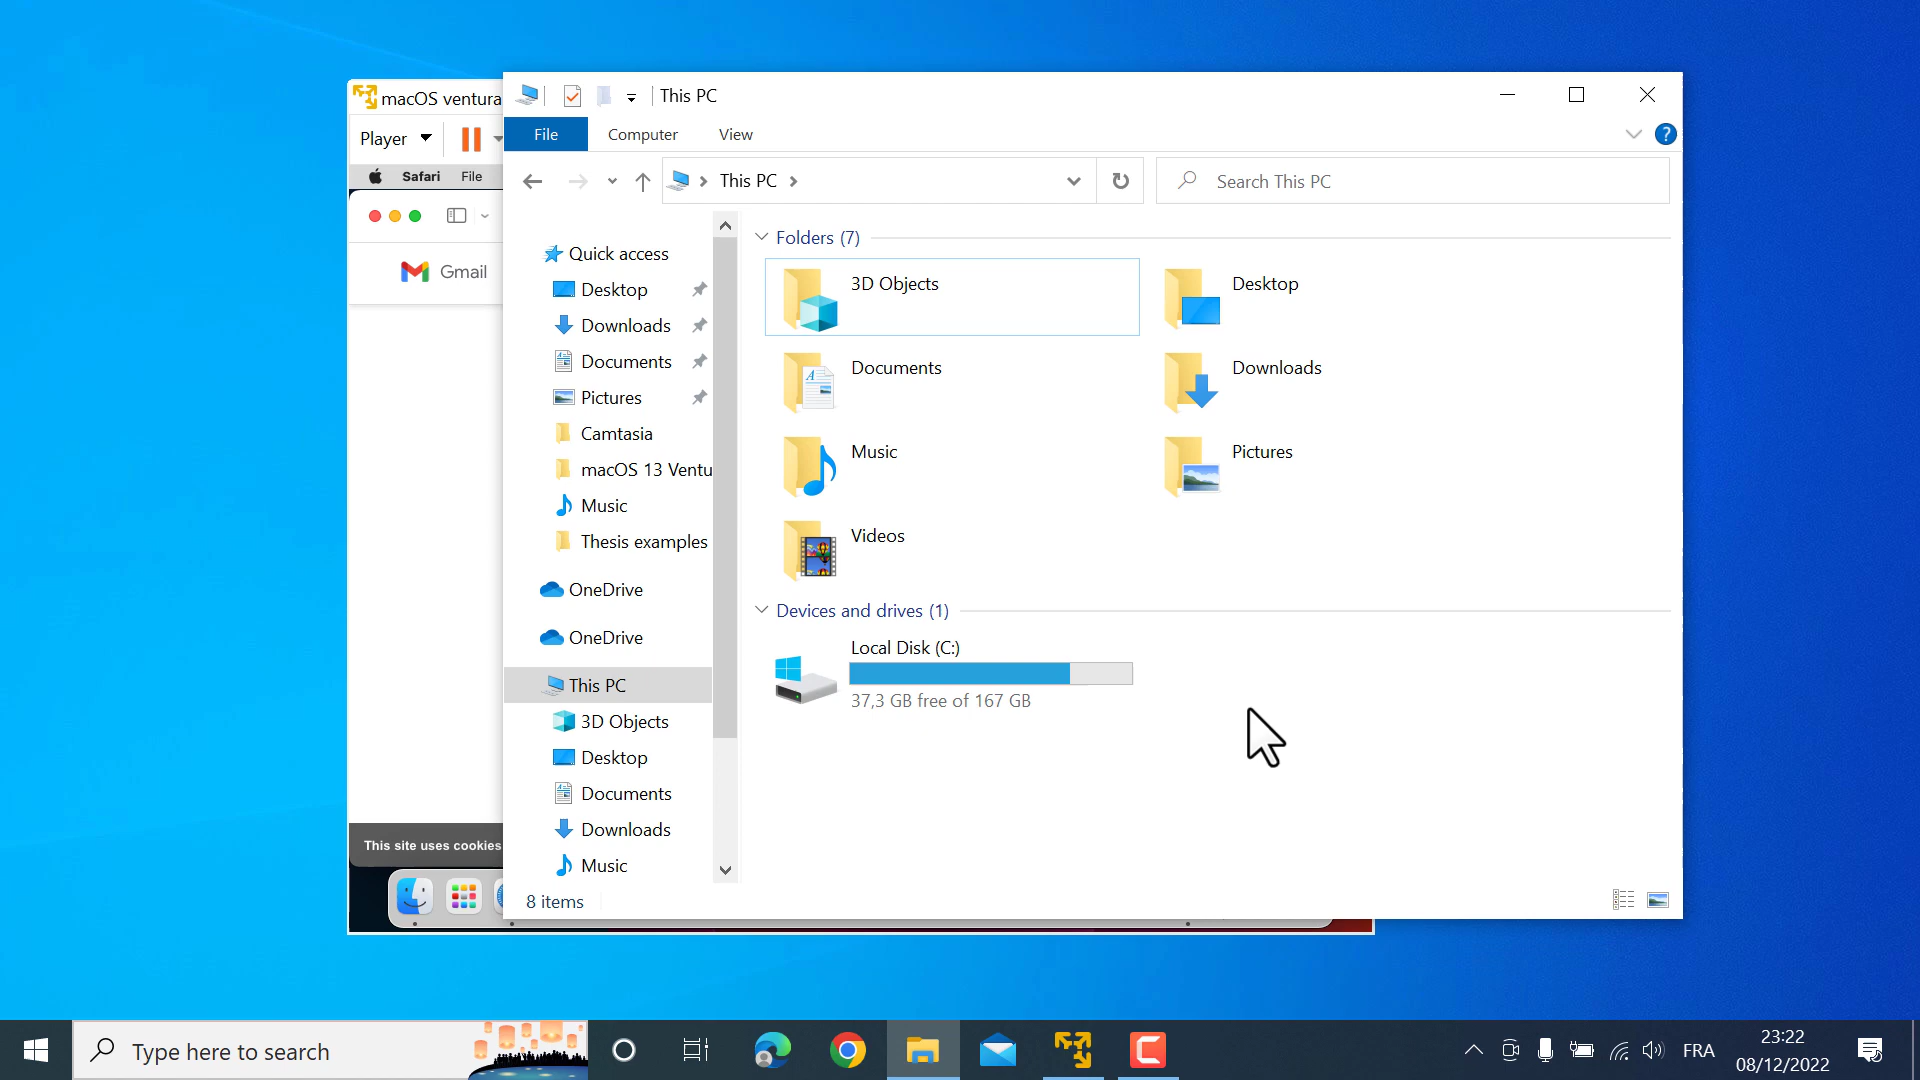 macOS ventura
Player
Safari File
Gmail
This site uses cookies
This PC
File Computer View
This PC
Search This PC
Quick access
Desktop
Downloads
Documents
Pictures
Camtasia
macOS 13 Ventu
Music
Thesis examples
OneDrive
OneDrive
This PC
3D Objects
Desktop
Documents
Downloads
Music
Folders (7)
3D Objects
Desktop
Documents
Downloads
Music
Pictures
Videos
Devices and drives (1)
Local Disk (C:)
37,3 GB free of 167 GB
8 items
Type here to search
FRA
23:22
08/12/2022